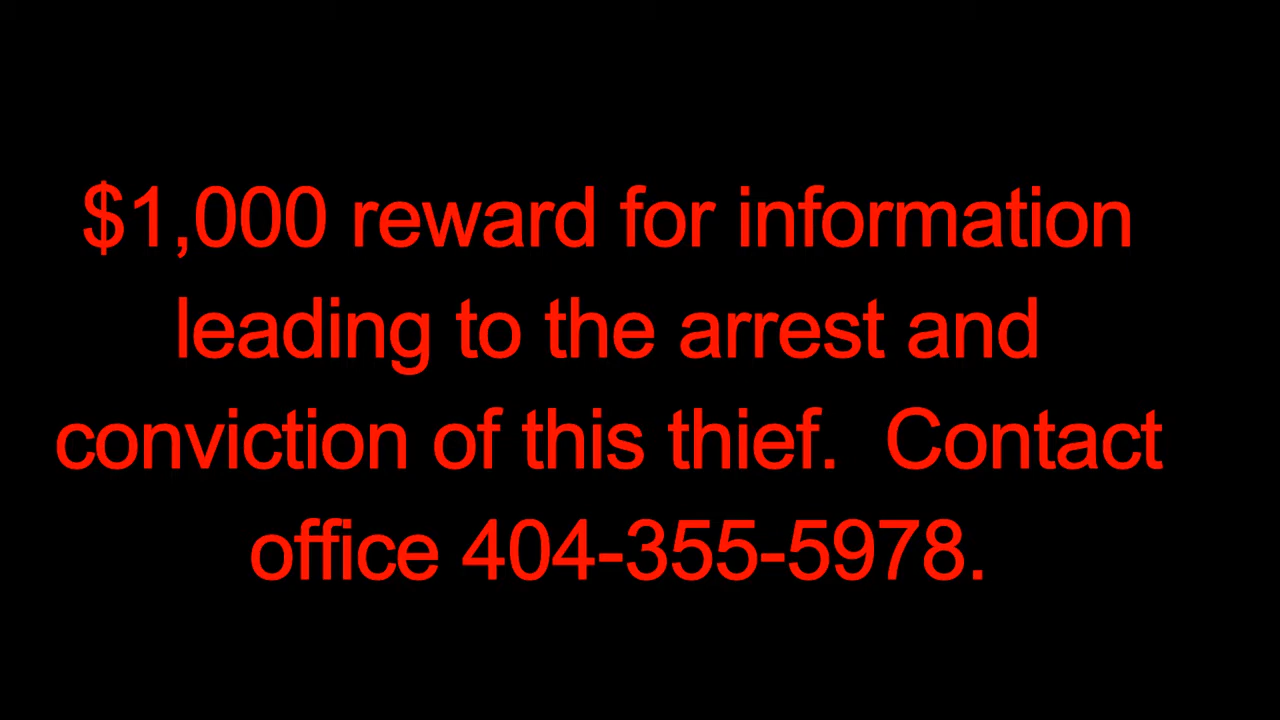 $1,000 reward for information
leading to the arrest and
conviction of this thief.  Contact
office 404-355-5978.